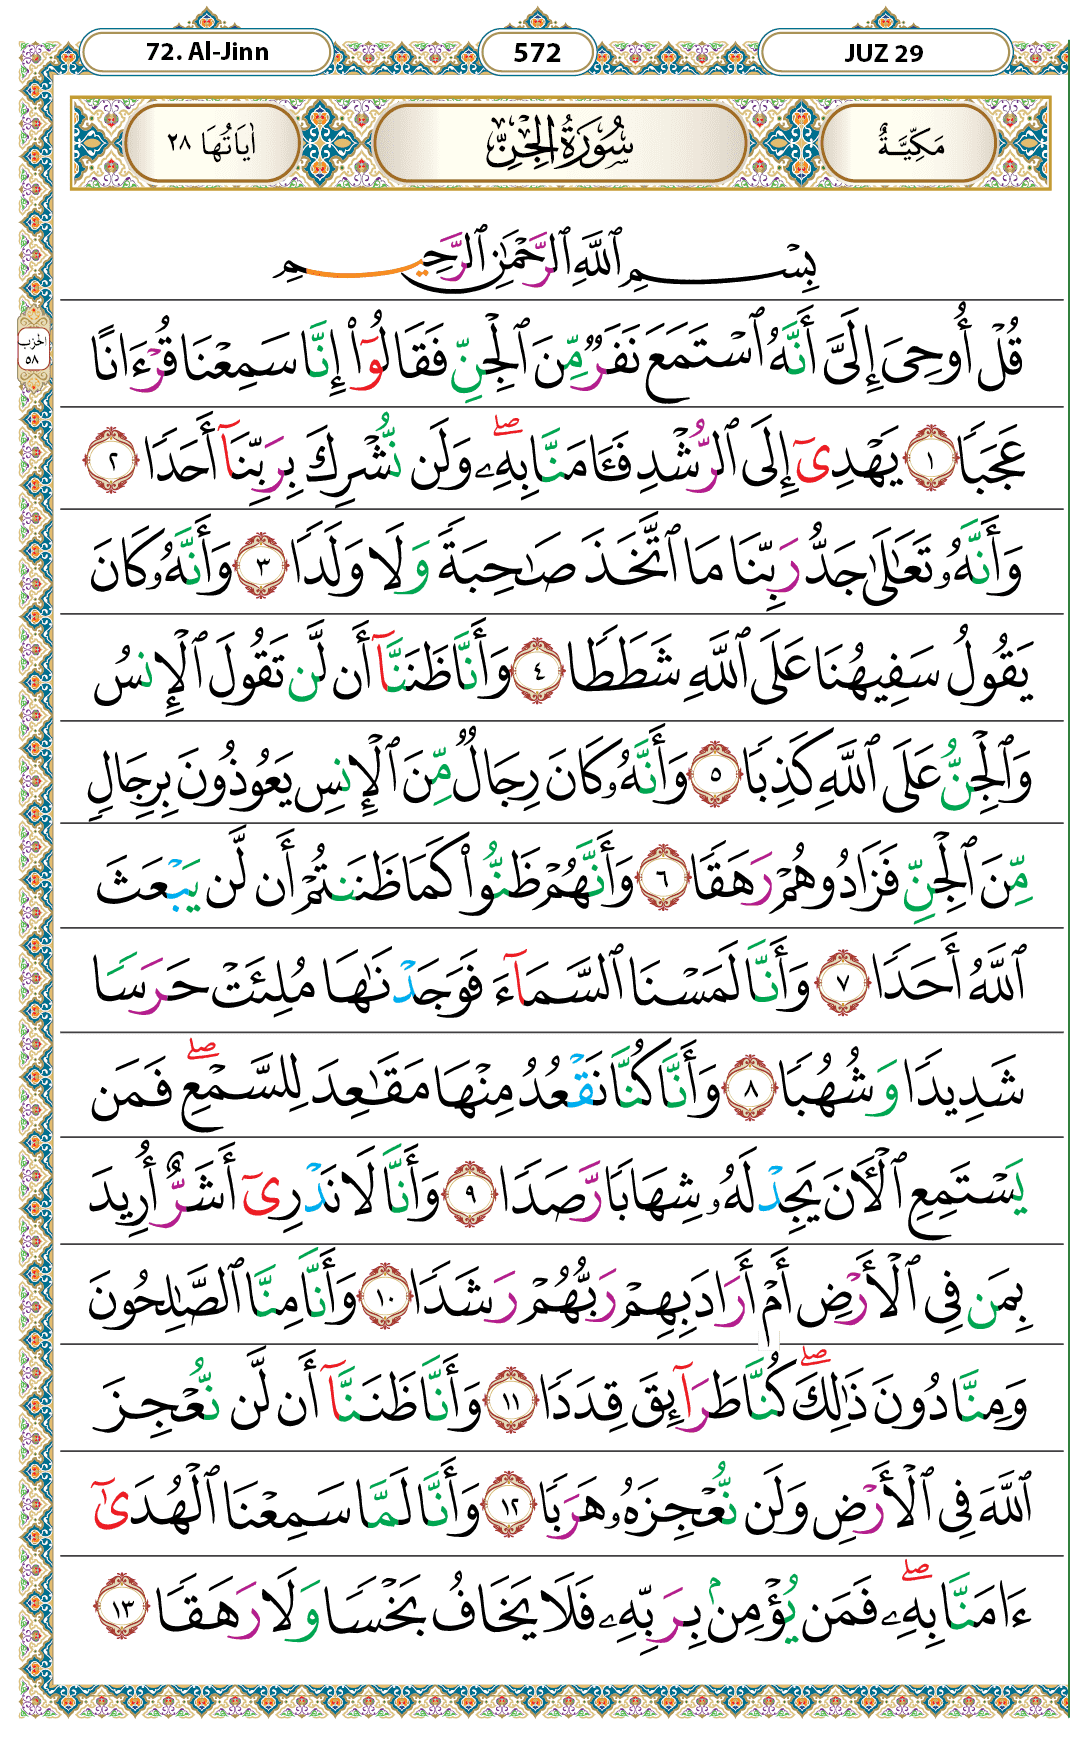 72. Al-Jinn 572 JUZ 29
مَكِّيَّةٌ سُورَةُ الْجِنِّ اٰيَاتُهَا ٢٨
بِسْمِ ٱللَّهِ ٱلرَّحْمَٰنِ ٱلرَّحِيمِ
الحزب
٥٨
قُلْ أُوحِىَ إِلَىَّ أَنَّهُ ٱسْتَمَعَ نَفَرٌ مِّنَ ٱلْجِنِّ فَقَالُوٓا۟ إِنَّا سَمِعْنَا قُرْءَانًا
عَجَبًا ١ يَهْدِىٓ إِلَى ٱلرُّشْدِ فَـَٔامَنَّا بِهِۦ ۖ وَلَن نُّشْرِكَ بِرَبِّنَآ أَحَدًا ٢
وَأَنَّهُۥ تَعَٰلَىٰ جَدُّ رَبِّنَا مَا ٱتَّخَذَ صَٰحِبَةً وَلَا وَلَدًا ٣ وَأَنَّهُۥ كَانَ
يَقُولُ سَفِيهُنَا عَلَى ٱللَّهِ شَطَطًا ٤ وَأَنَّا ظَنَنَّآ أَن لَّن تَقُولَ ٱلْإِنسُ
وَٱلْجِنُّ عَلَى ٱللَّهِ كَذِبًا ٥ وَأَنَّهُۥ كَانَ رِجَالٌ مِّنَ ٱلْإِنسِ يَعُوذُونَ بِرِجَالٍ
مِّنَ ٱلْجِنِّ فَزَادُوهُمْ رَهَقًا ٦ وَأَنَّهُمْ ظَنُّوا۟ كَمَا ظَنَنتُمْ أَن لَّن يَبْعَثَ
ٱللَّهُ أَحَدًا ٧ وَأَنَّا لَمَسْنَا ٱلسَّمَآءَ فَوَجَدْنَٰهَا مُلِئَتْ حَرَسًا
شَدِيدًا وَشُهُبًا ٨ وَأَنَّا كُنَّا نَقْعُدُ مِنْهَا مَقَٰعِدَ لِلسَّمْعِ ۖ فَمَن
يَسْتَمِعِ ٱلْـَٔانَ يَجِدْ لَهُۥ شِهَابًا رَّصَدًا ٩ وَأَنَّا لَا نَدْرِىٓ أَشَرٌّ أُرِيدَ
بِمَن فِى ٱلْأَرْضِ أَمْ أَرَادَ بِهِمْ رَبُّهُمْ رَشَدًا ١٠ وَأَنَّا مِنَّا ٱلصَّٰلِحُونَ
وَمِنَّا دُونَ ذَٰلِكَ ۖ كُنَّا طَرَآئِقَ قِدَدًا ١١ وَأَنَّا ظَنَنَّآ أَن لَّن نُّعْجِزَ
ٱللَّهَ فِى ٱلْأَرْضِ وَلَن نُّعْجِزَهُۥ هَرَبًا ١٢ وَأَنَّا لَمَّا سَمِعْنَا ٱلْهُدَىٰٓ
ءَامَنَّا بِهِۦ ۖ فَمَن يُؤْمِنۢ بِرَبِّهِۦ فَلَا يَخَافُ بَخْسًا وَلَا رَهَقًا ١٣